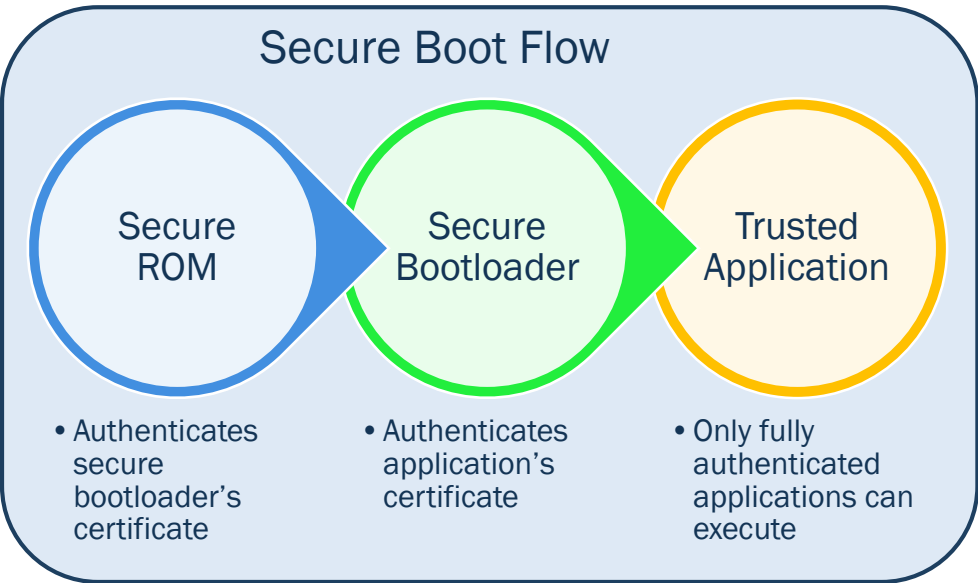 Secure Boot Flow
Secure
ROM
Secure
Bootloader
Trusted
Application
• Authenticates
secure
bootloader’s
certificate
• Authenticates
application’s
certificate
• Only fully
authenticated
applications can
execute